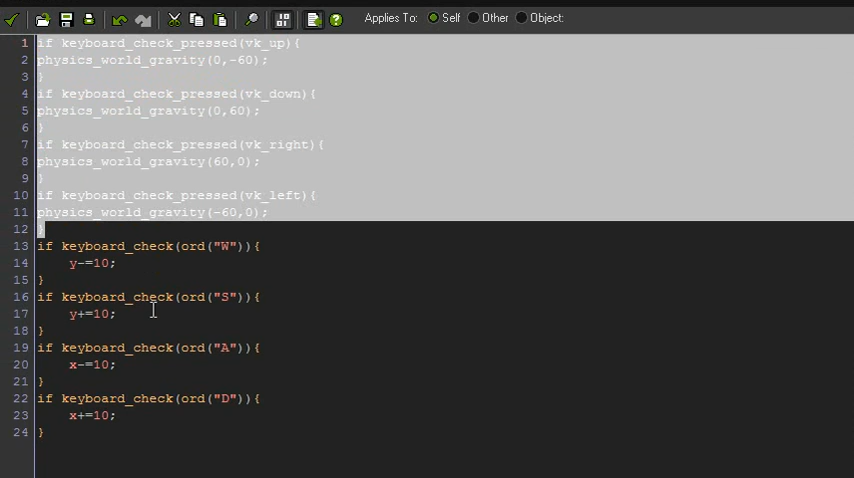 Applies To: Self Other Object:
1 if keyboard_check_pressed(vk_up){
2 physics_world_gravity(0,-60);
3 }
4 if keyboard_check_pressed(vk_down){
5 physics_world_gravity(0,60);
6 }
7 if keyboard_check_pressed(vk_right){
8 physics_world_gravity(60,0);
9 }
10 if keyboard_check_pressed(vk_left){
11 physics_world_gravity(-60,0);
12 }
13 if keyboard_check(ord("W")){
14 y-=10;
15 }
16 if keyboard_check(ord("S")){
17 y+=10;
18 }
19 if keyboard_check(ord("A")){
20 x-=10;
21 }
22 if keyboard_check(ord("D")){
23 x+=10;
24 }